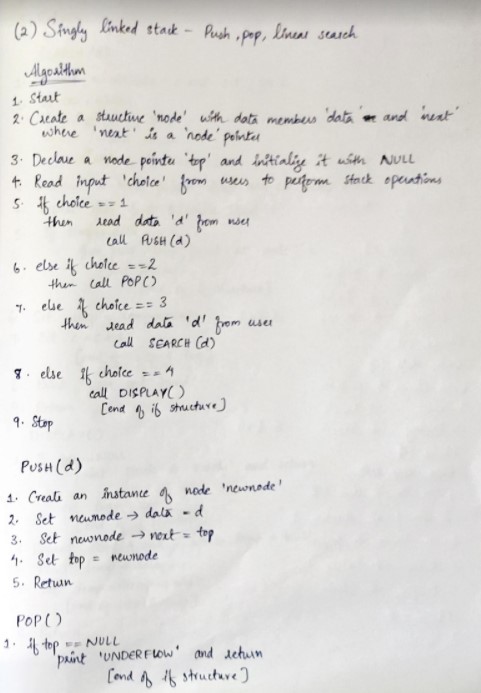 (2) Singly linked stack - Push, pop, linear search
Algorithm
1. Start
2. Create a structure 'node' with data members 'data' and 'next'
where 'next' is a 'node' pointer
3. Declare a node pointer 'top' and initialize it with NULL
4. Read input 'choice' from users to perform stack operations
5. if choice == 1
then read data 'd' from user
call PUSH(d)
6. else if choice == 2
then call POP()
7. else if choice == 3
then read data 'd' from user
call SEARCH(d)
8. else if choice == 4
call DISPLAY()
[end of if structure]
9. Stop
PUSH(d)
1. Create an instance of node 'newnode'
2. Set newnode → data = d
3. Set newnode → next = top
4. Set top = newnode
5. Return
POP()
1. if top == NULL
print 'UNDERFLOW' and return
[end of if structure]